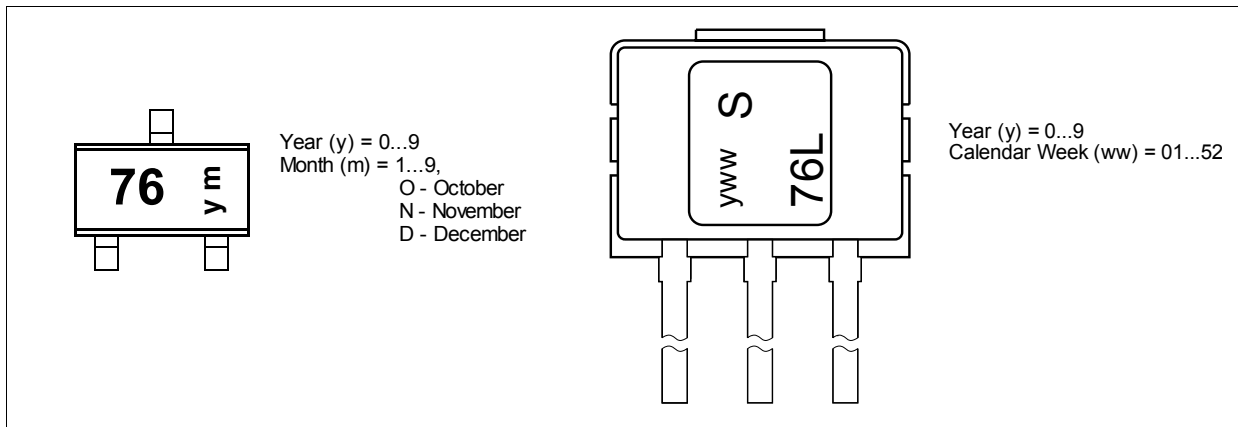 76
y m
Year (y) = 0...9
Month (m) = 1...9,
O - October
N - November
D - December
yww S
76L
Year (y) = 0...9
Calendar Week (ww) = 01...52